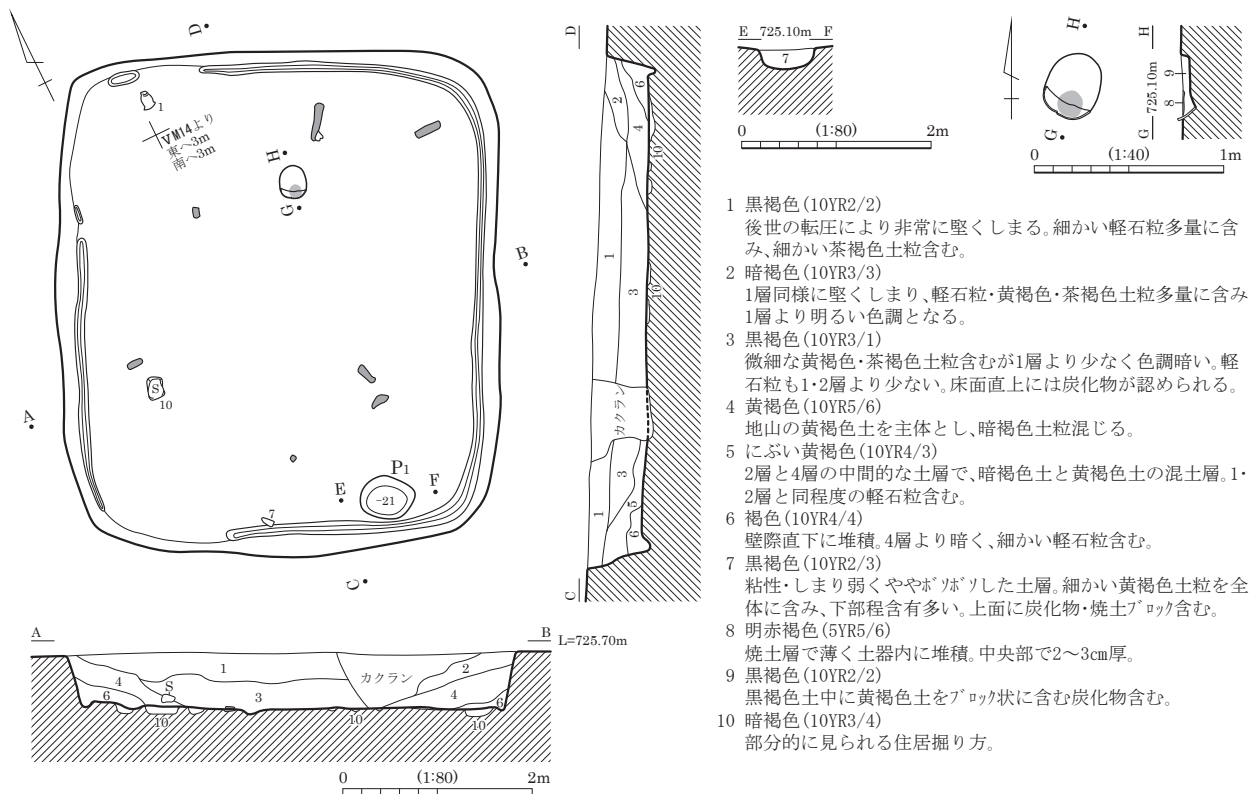 D
1
VM14より
東へ3m
南へ3m
H
G
B
S
10
A
P1
E
-21
F
7
C
D
6
2
4
10
1
3
10
カクラン
3
1
5
6
C
E 725.10m F
7
0 (1:80) 2m
H
G
H
9
725.10m
8
G
0 (1:40) 1m
1 黒褐色(10YR2/2)
後世の転圧により非常に堅くしまる。細かい軽石粒多量に含
み、細かい茶褐色土粒含む。
2 暗褐色(10YR3/3)
1層同様に堅くしまり、軽石粒・黄褐色・茶褐色土粒多量に含み
1層より明るい色調となる。
3 黒褐色(10YR3/1)
微細な黄褐色・茶褐色土粒含むが1層より少なく色調暗い。軽
石粒も1・2層より少ない。床面直上には炭化物が認められる。
4 黄褐色(10YR5/6)
地山の黄褐色土を主体とし、暗褐色土粒混じる。
5 にぶい黄褐色(10YR4/3)
2層と4層の中間的な土層で、暗褐色土と黄褐色土の混土層。1・
2層と同程度の軽石粒含む。
6 褐色(10YR4/4)
壁際直下に堆積。4層より暗く、細かい軽石粒含む。
7 黒褐色(10YR2/3)
粘性・しまり弱くややボソボソした土層。細かい黄褐色土粒を全
体に含み、下部程含有多い。上面に炭化物・焼土ブロック含む。
8 明赤褐色(5YR5/6)
焼土層で薄く土器内に堆積。中央部で2〜3㎝厚。
9 黒褐色(10YR2/2)
黒褐色土中に黄褐色土をブロック状に含む炭化物含む。
10 暗褐色(10YR3/4)
部分的に見られる住居掘り方。
A B L=725.70m
1 カクラン 2
4 S 3 4
6 6
10 10 10
0 (1:80) 2m